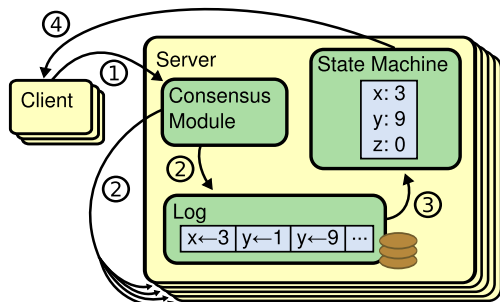 ④
Server
State Machine
①
Client
Consensus
Module
x: 3
y: 9
z: 0
②
②
③
Log
x←3 y←1 y←9 ...